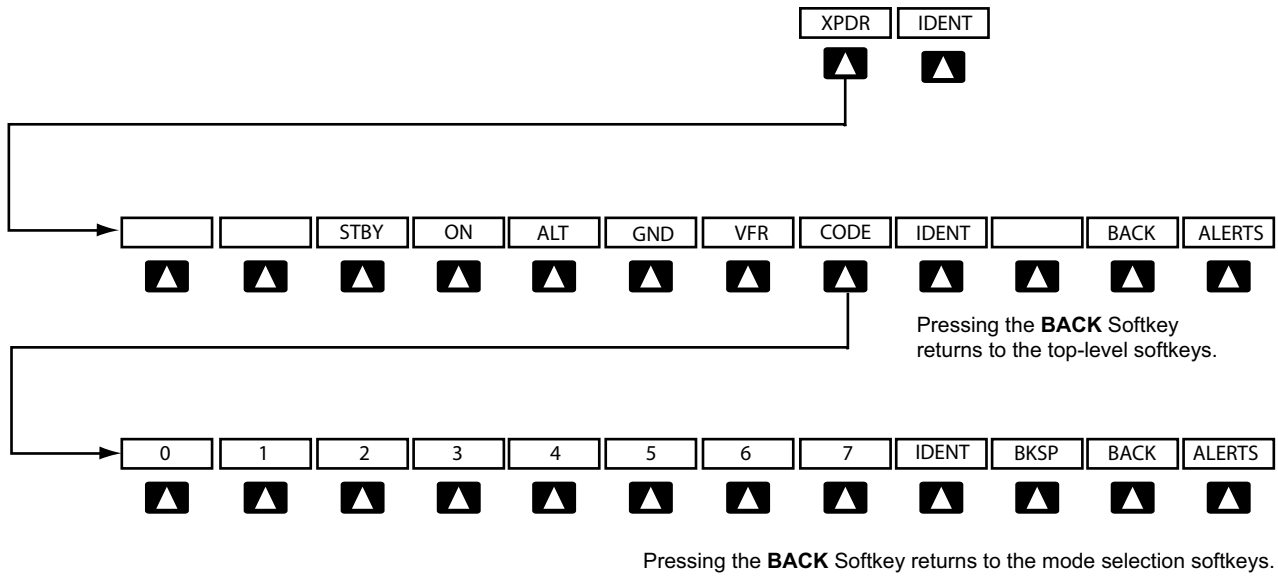 XPDR IDENT
STBY ON ALT GND VFR CODE IDENT BACK ALERTS
Pressing the BACK Softkey
returns to the top-level softkeys.
0 1 2 3 4 5 6 7 IDENT BKSP BACK ALERTS
Pressing the BACK Softkey returns to the mode selection softkeys.